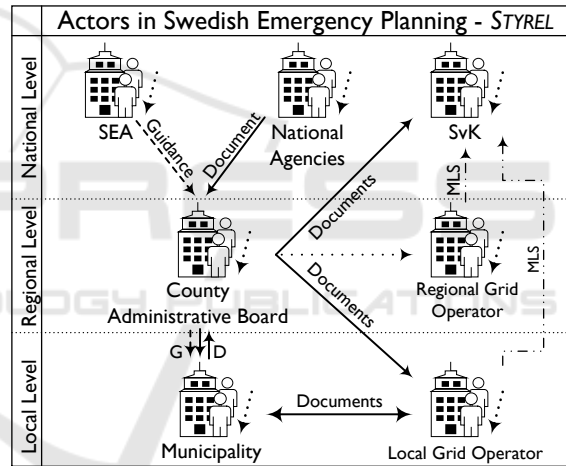 Actors in Swedish Emergency Planning - STYREL
National Level
SEA
National
Agencies
SvK
Guidance
Document
Documents
MLS
Regional Level
County
Administrative Board
Regional Grid
Operator
MLS
Documents
G
D
Local Level
Municipality
Documents
Local Grid Operator